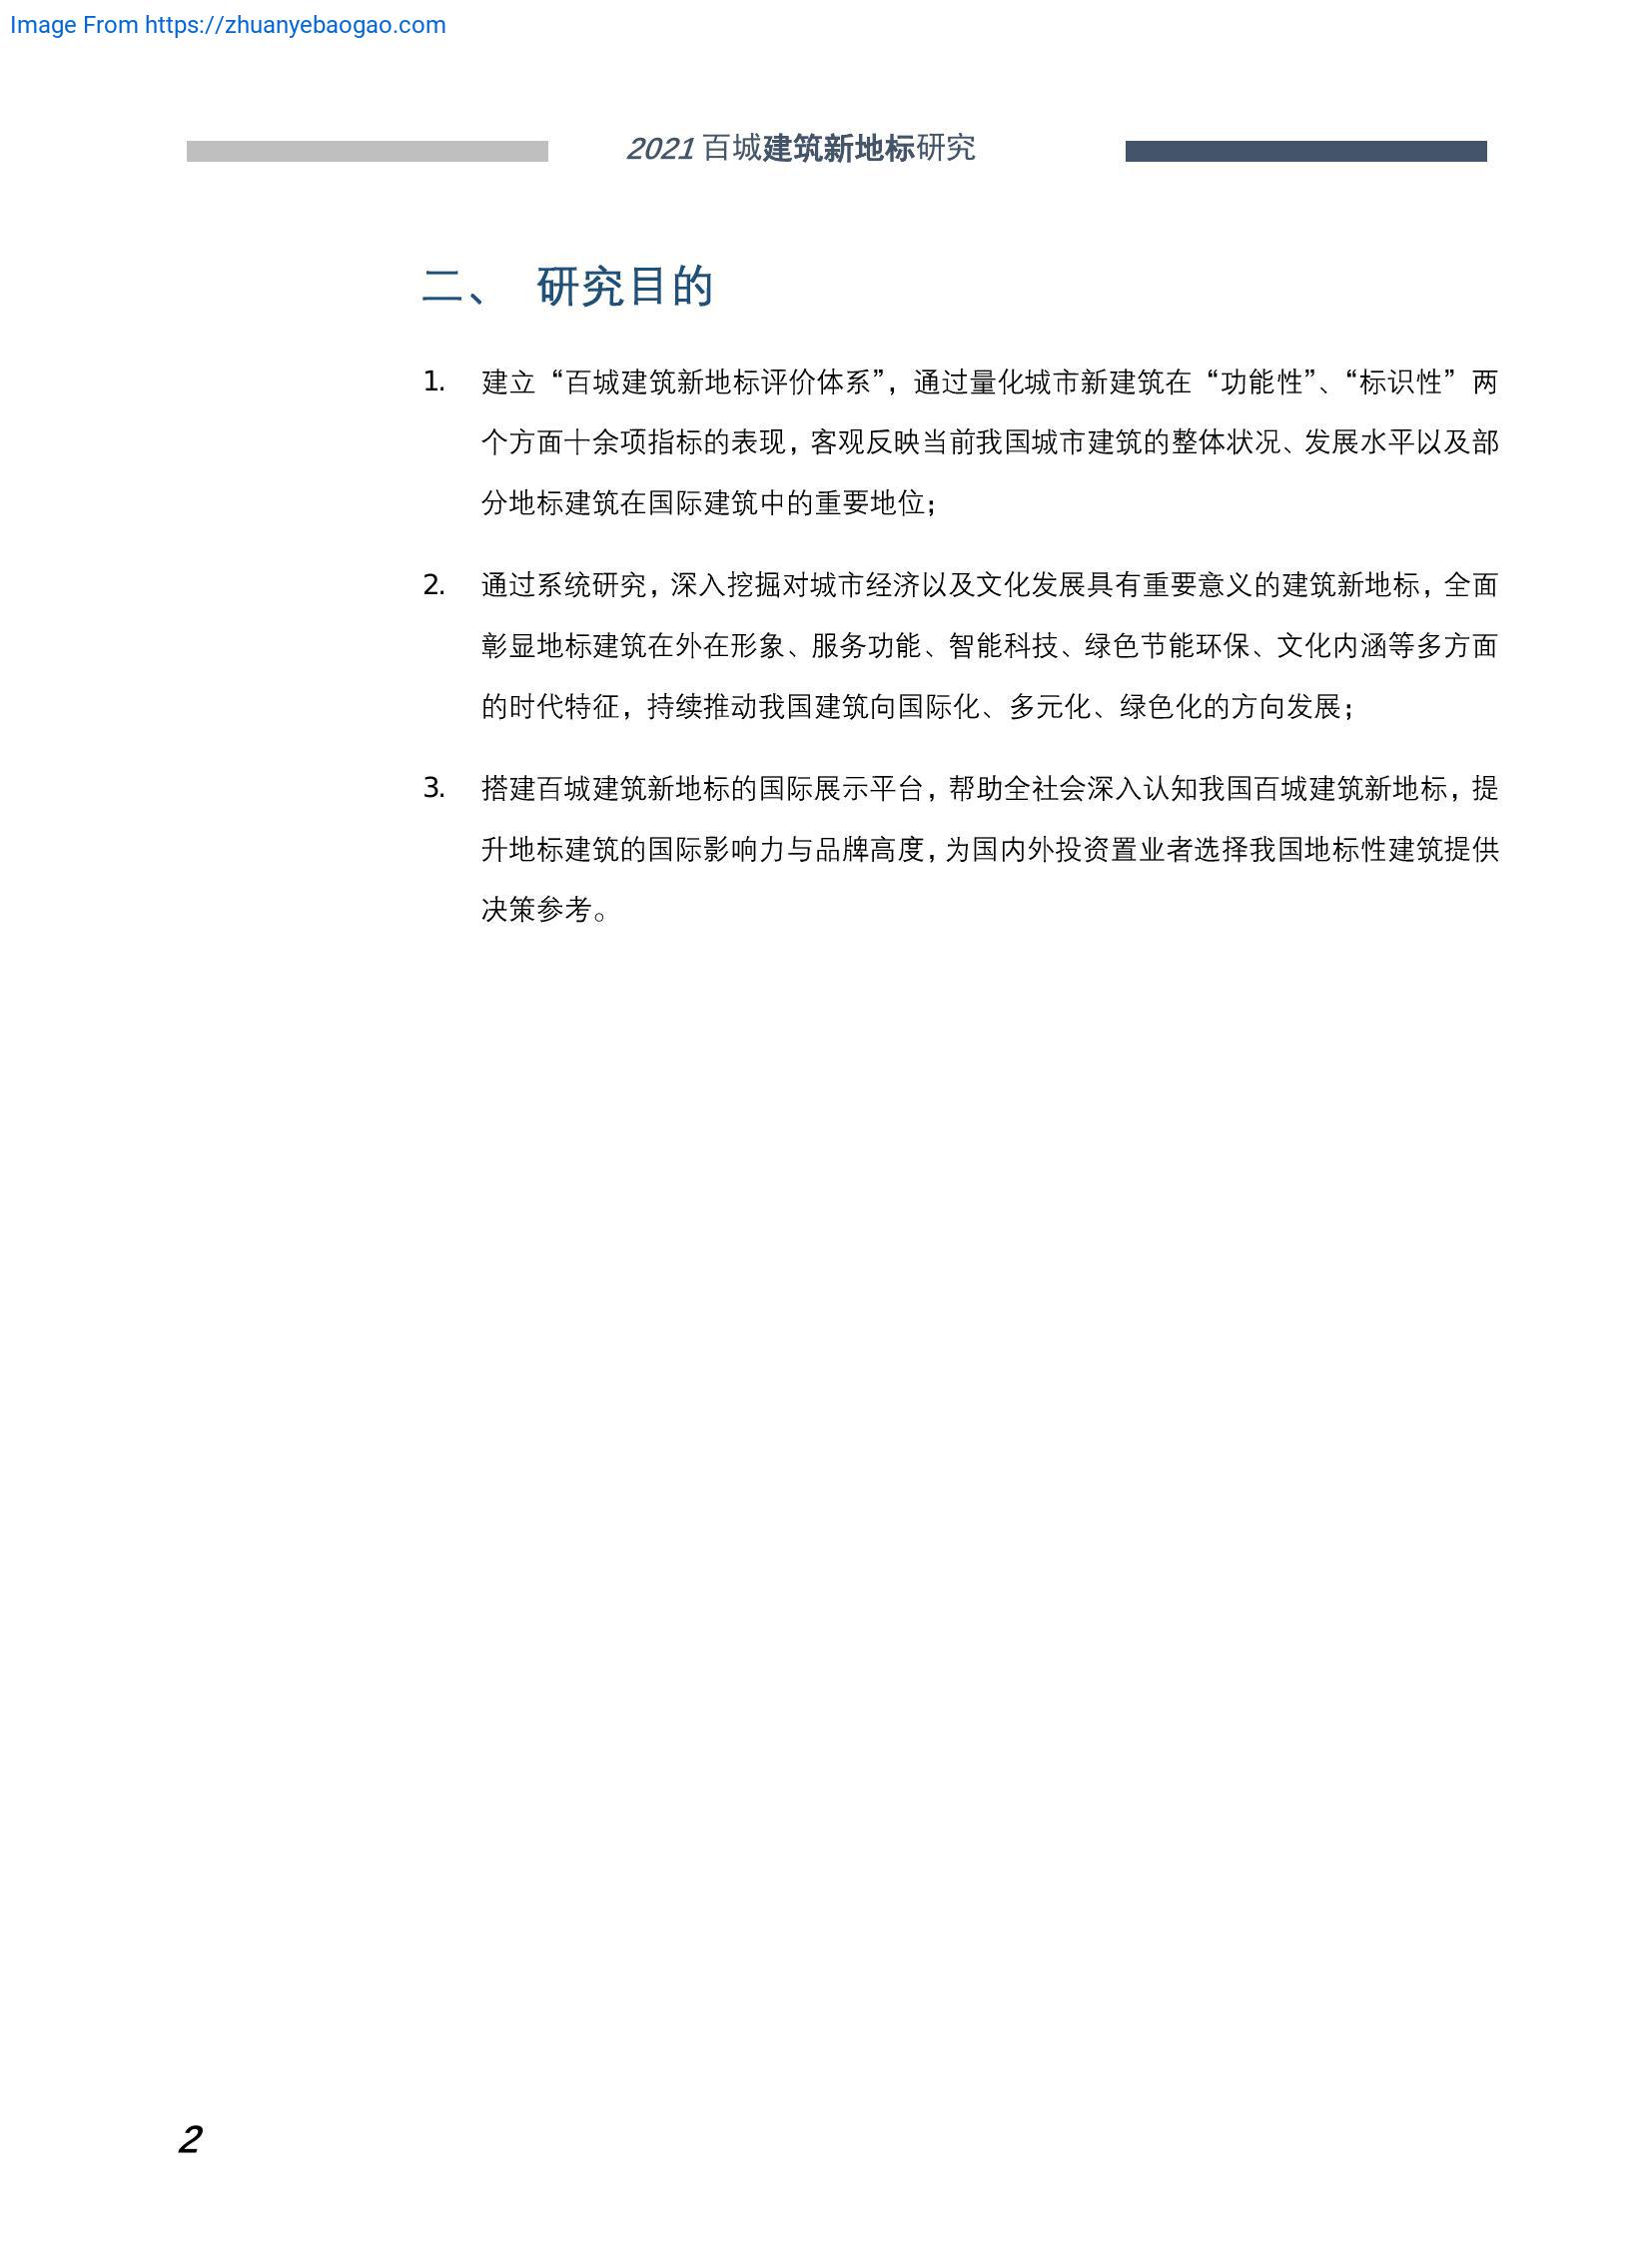 Image From https://zhuanyebaogao.com
2021 百城建筑新地标研究
二、 研究目的
1. 建立“百城建筑新地标评价体系”，通过量化城市新建筑在“功能性”、“标识性”两
个方面十余项指标的表现，客观反映当前我国城市建筑的整体状况、发展水平以及部
分地标建筑在国际建筑中的重要地位；
2. 通过系统研究，深入挖掘对城市经济以及文化发展具有重要意义的建筑新地标，全面
彰显地标建筑在外在形象、服务功能、智能科技、绿色节能环保、文化内涵等多方面
的时代特征，持续推动我国建筑向国际化、多元化、绿色化的方向发展；
3. 搭建百城建筑新地标的国际展示平台，帮助全社会深入认知我国百城建筑新地标，提
升地标建筑的国际影响力与品牌高度，为国内外投资置业者选择我国地标性建筑提供
决策参考。
2